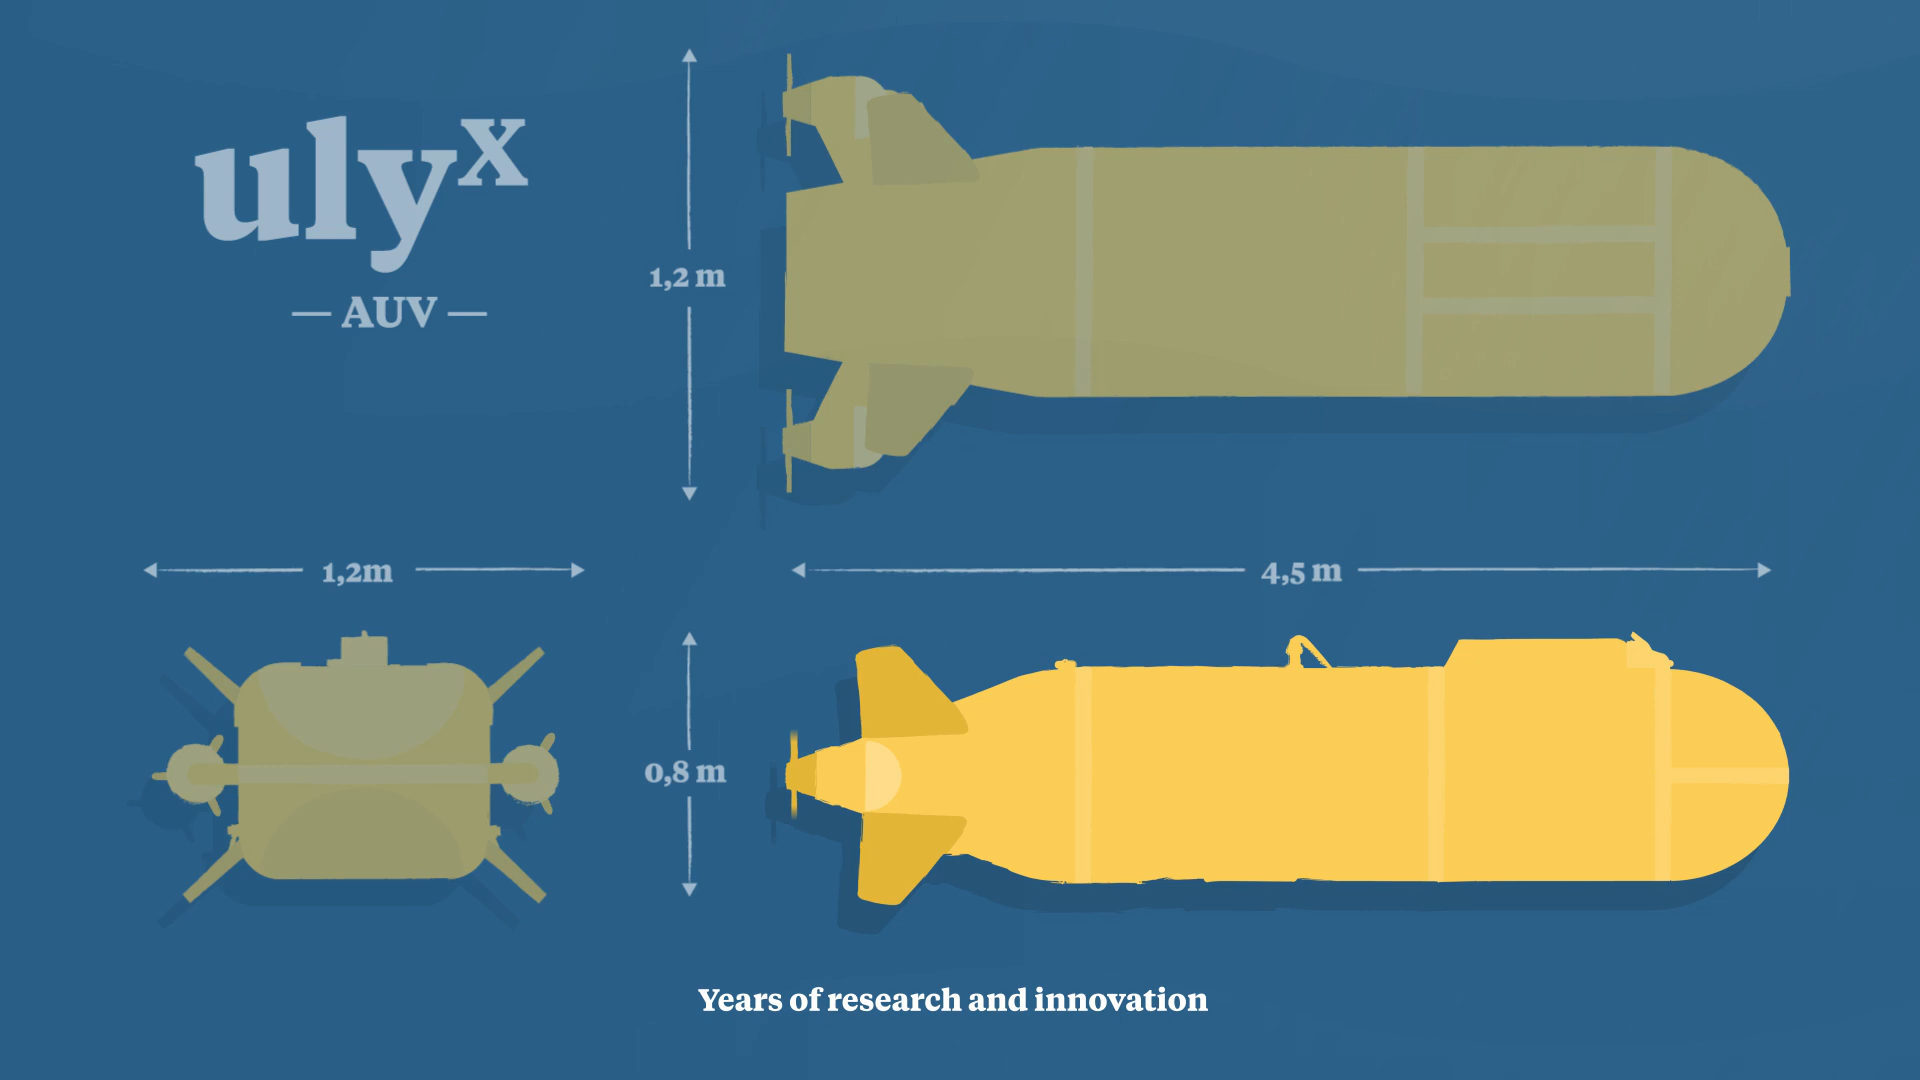 ulyx
— AUV —
1,2 m
1,2m
4,5 m
0,8 m
Years of research and innovation